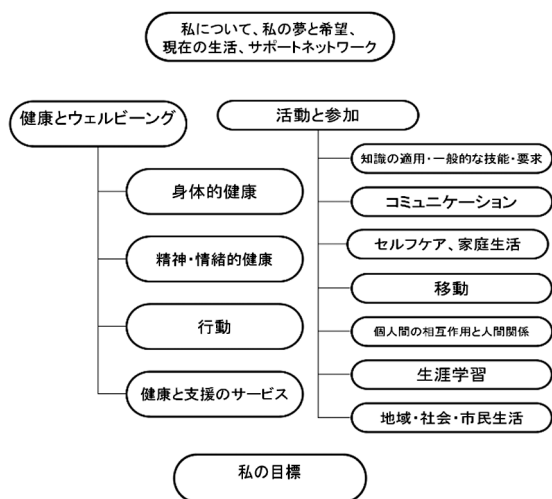 私について、私の夢と希望、
現在の生活、サポートネットワーク
健康とウェルビーング
身体的健康
精神・情緒的健康
行動
健康と支援のサービス
活動と参加
知識の適用・一般的な技能・要求
コミュニケーション
セルフケア、家庭生活
移動
個人間の相互作用と人間関係
生涯学習
地域・社会・市民生活
私の目標